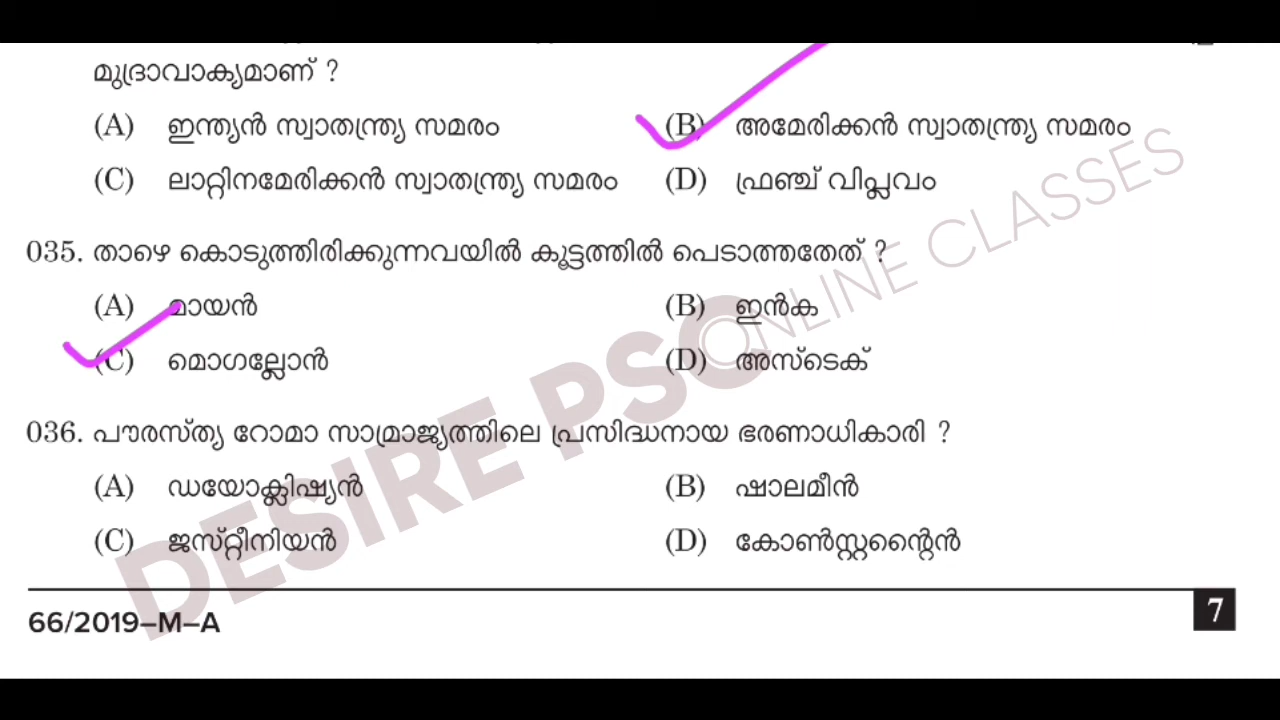 മുദ്രാവാക്യമാണ് ?
(A) ഇന്ത്യൻ സ്വാതന്ത്ര്യ സമരം (B) അമേരിക്കൻ സ്വാതന്ത്ര്യ സമരം
(C) ലാറ്റിനമേരിക്കൻ സ്വാതന്ത്ര്യ സമരം (D) ഫ്രഞ്ച് വിപ്ലവം
035. താഴെ കൊടുത്തിരിക്കുന്നവയിൽ കൂട്ടത്തിൽ പെടാത്തതേത് ?
(A) മായൻ (B) ഇൻക
(C) മൊഗല്ലോൻ (D) അസ്ടെക്
036. പൗരസ്ത്യ റോമാ സാമ്രാജ്യത്തിലെ പ്രസിദ്ധനായ ഭരണാധികാരി ?
(A) ഡയോക്ലിഷ്യൻ (B) ഷാലമീൻ
(C) ജസ്റ്റീനിയൻ (D) കോൺസ്റ്റന്റൈൻ
66/2019–M–A 7
DESIRE PSC ONLINE CLASSES